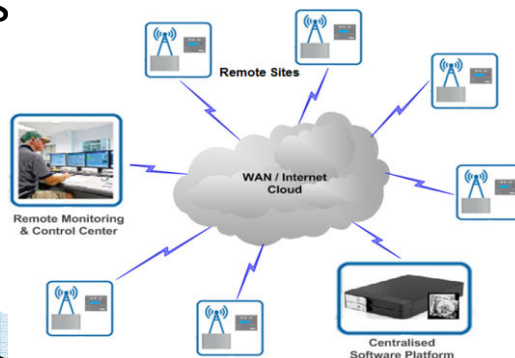 s
Remote Sites
WAN / Internet
Cloud
Remote Monitoring
& Control Center
Centralised
Software Platform